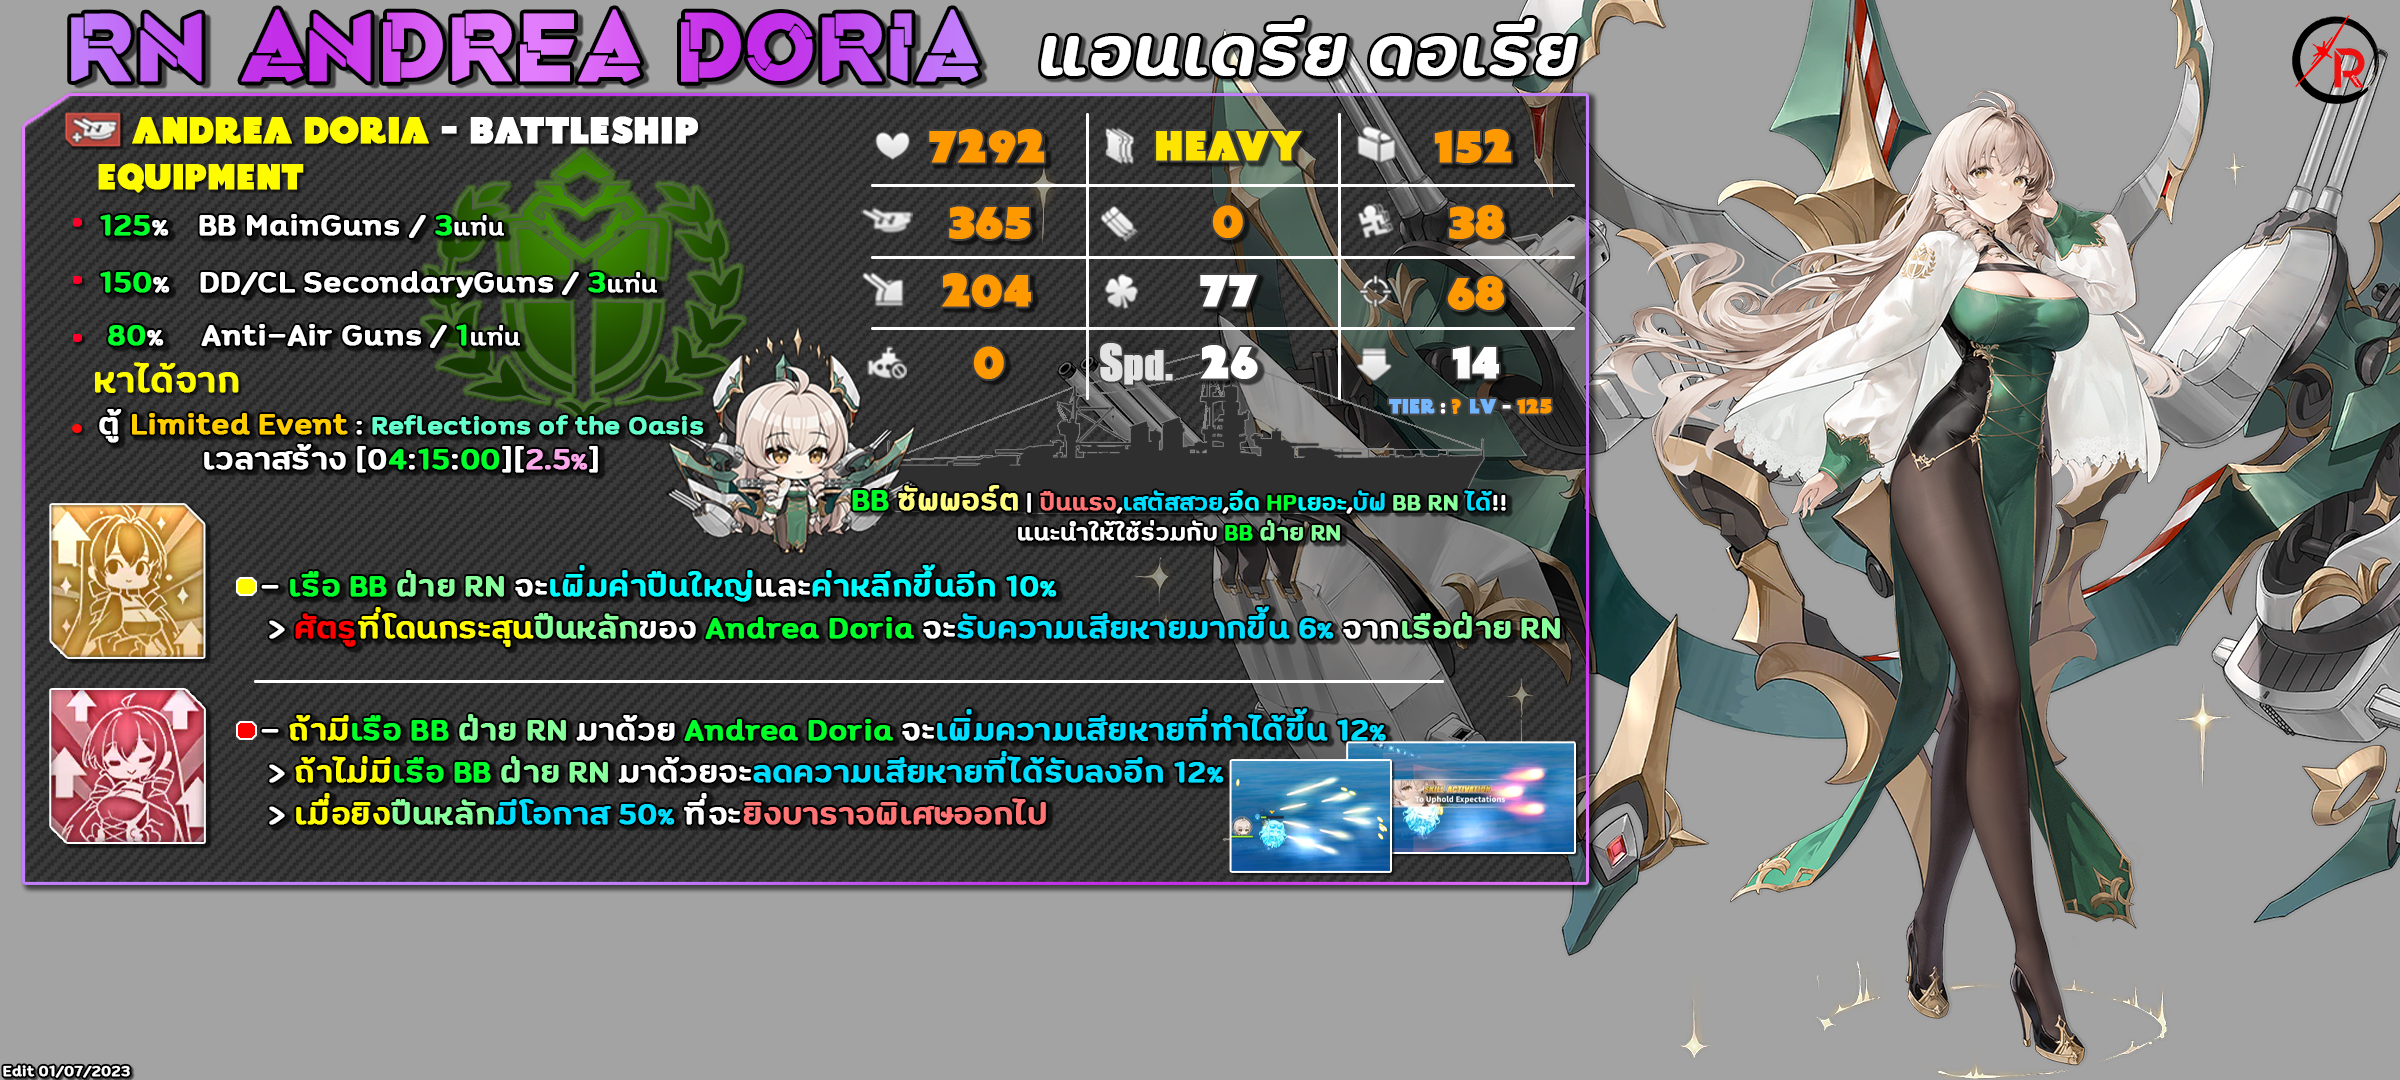 RN ANDREA DORIA แอนเดรีย ดอเรีย
R
ANDREA DORIA - BATTLESHIP
EQUIPMENT
125% BB MainGuns / 3แท่น
150% DD/CL SecondaryGuns / 3แท่น
80% Anti-Air Guns / 1แท่น
หาได้จาก
ตู้ Limited Event : Reflections of the Oasis
เวลาสร้าง [04:15:00][2.5%]
7292 HEAVY 152
365 0 38
204 77 68
0 Spd. 26 14
TIER : ? LV - 125
BB ซัพพอร์ต | ปืนแรง,เสตัสสวย,อึด HPเยอะ,บัฟ BB RN ได้!!
แนะนำให้ใช้ร่วมกับ BB ฝ่าย RN
- เรือ BB ฝ่าย RN จะเพิ่มค่าปืนใหญ่และค่าหลีกขึ้นอีก 10%
> ศัตรูที่โดนกระสุนปืนหลักของ Andrea Doria จะรับความเสียหายมากขึ้น 6% จากเรือฝ่าย RN
- ถ้ามีเรือ BB ฝ่าย RN มาด้วย Andrea Doria จะเพิ่มความเสียหายที่ทำได้ขึ้น 12%
> ถ้าไม่มีเรือ BB ฝ่าย RN มาด้วยจะลดความเสียหายที่ได้รับลงอีก 12%
> เมื่อยิงปืนหลักมีโอกาส 50% ที่จะยิงบาราจพิเศษออกไป
SKILL ACTIVATION
To Uphold Expectations
Edit 01/07/2023